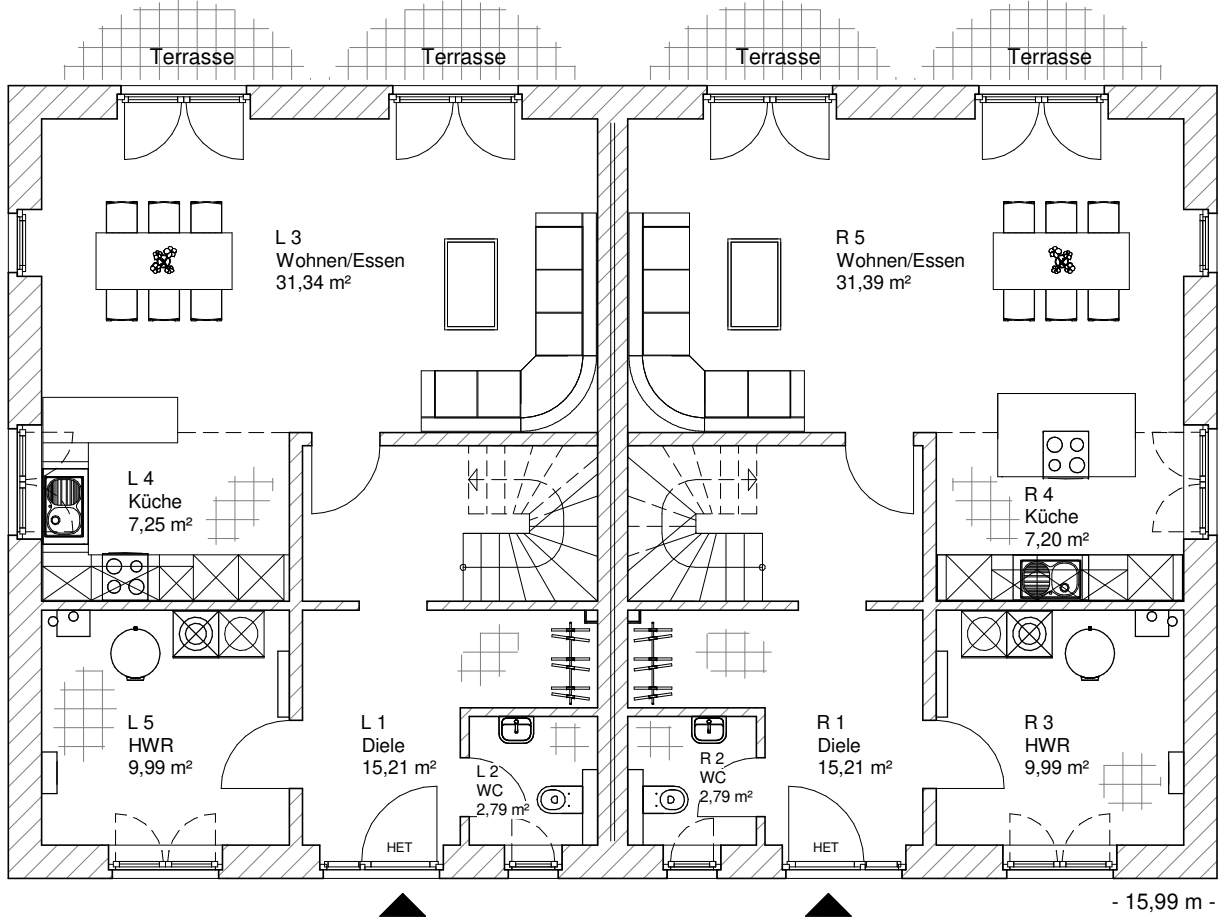 Terrasse
Terrasse
Terrasse
Terrasse
L 3
Wohnen/Essen
31,34 m²
R 5
Wohnen/Essen
31,39 m²
L 4
Küche
7,25 m²
R 4
Küche
7,20 m²
L 5
HWR
9,99 m²
L 1
Diele
15,21 m²
L 2
WC
2,79 m²
R 2
WC
2,79 m²
R 1
Diele
15,21 m²
R 3
HWR
9,99 m²
HET
HET
- 15,99 m -